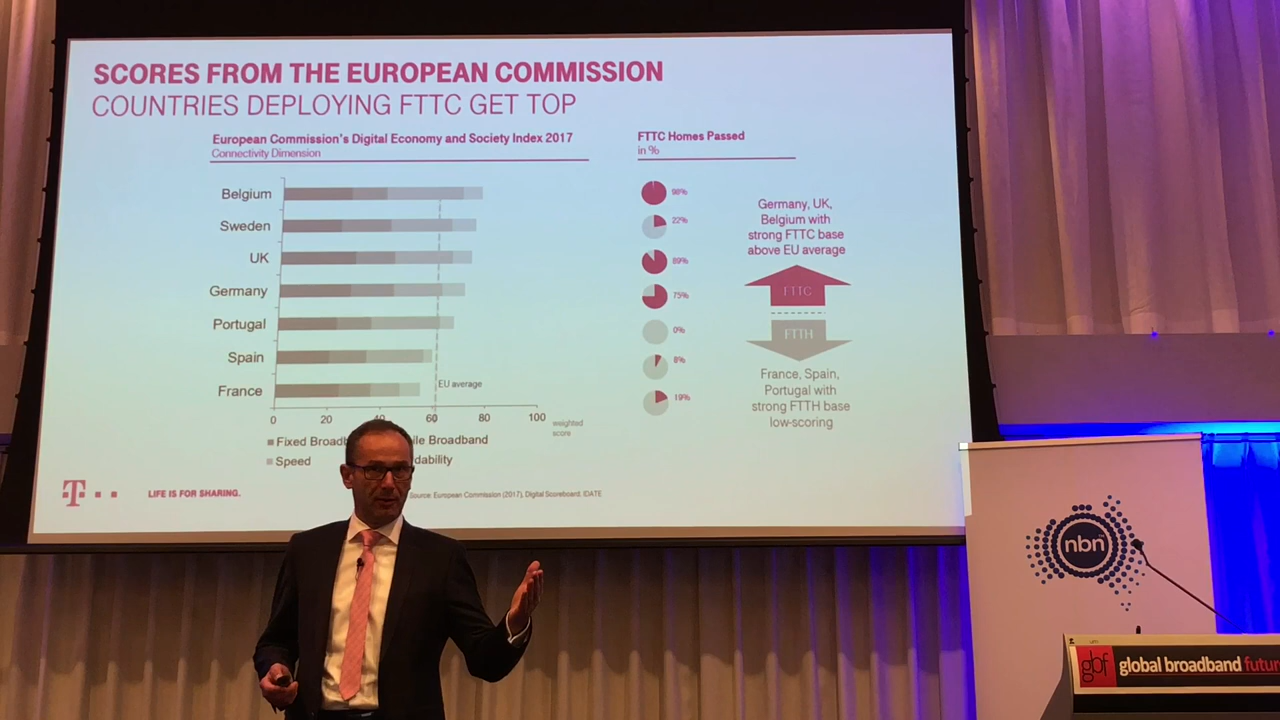 SCORES FROM THE EUROPEAN COMMISSION
COUNTRIES DEPLOYING FTTC GET TOP
European Commission's Digital Economy and Society Index 2017
Connectivity Dimension
FTTC Homes Passed
in %
Belgium
98%
Sweden
22%
UK
89%
Germany
75%
Portugal
0%
Spain
8%
France
19%
EU average
0 20 40 60 80 100
weighted
score
Fixed Broadb ile Broadband
Speed dability
Germany, UK,
Belgium with
strong FTTC base
above EU average
FTTC
FTTH
France, Spain,
Portugal with
strong FTTH base
low-scoring
T
LIFE IS FOR SHARING.
Source: European Commission (2017), Digital Scoreboard, IDATE
nbn
gbf global broadband futur